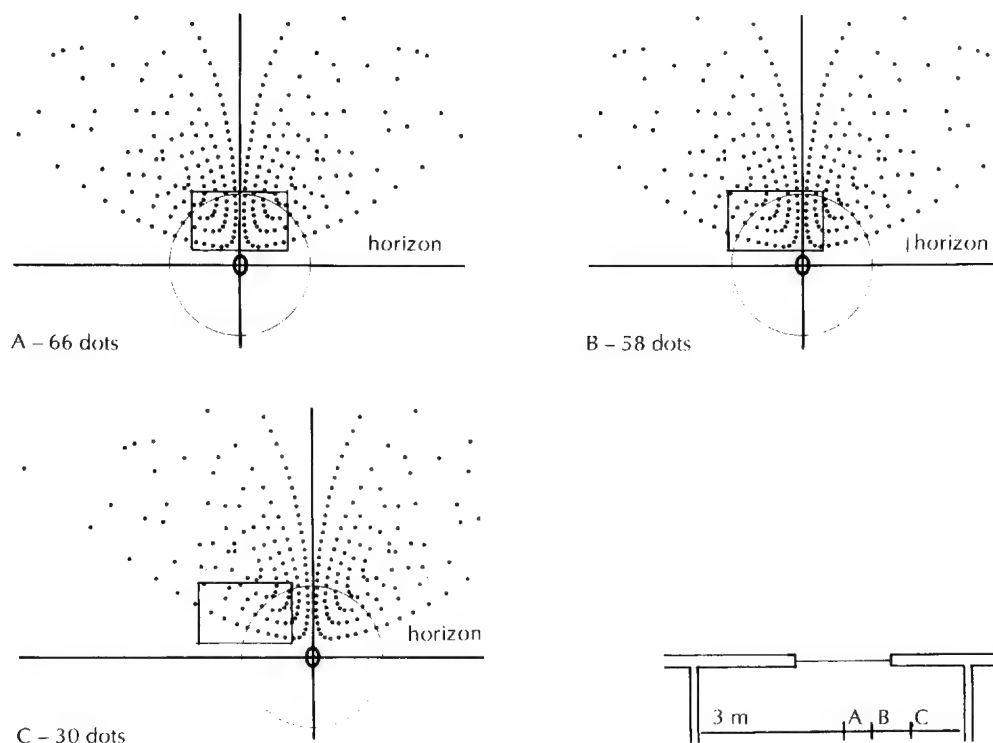 horizon
A – 66 dots
horizon
B – 58 dots
horizon
C – 30 dots
3 m A B C